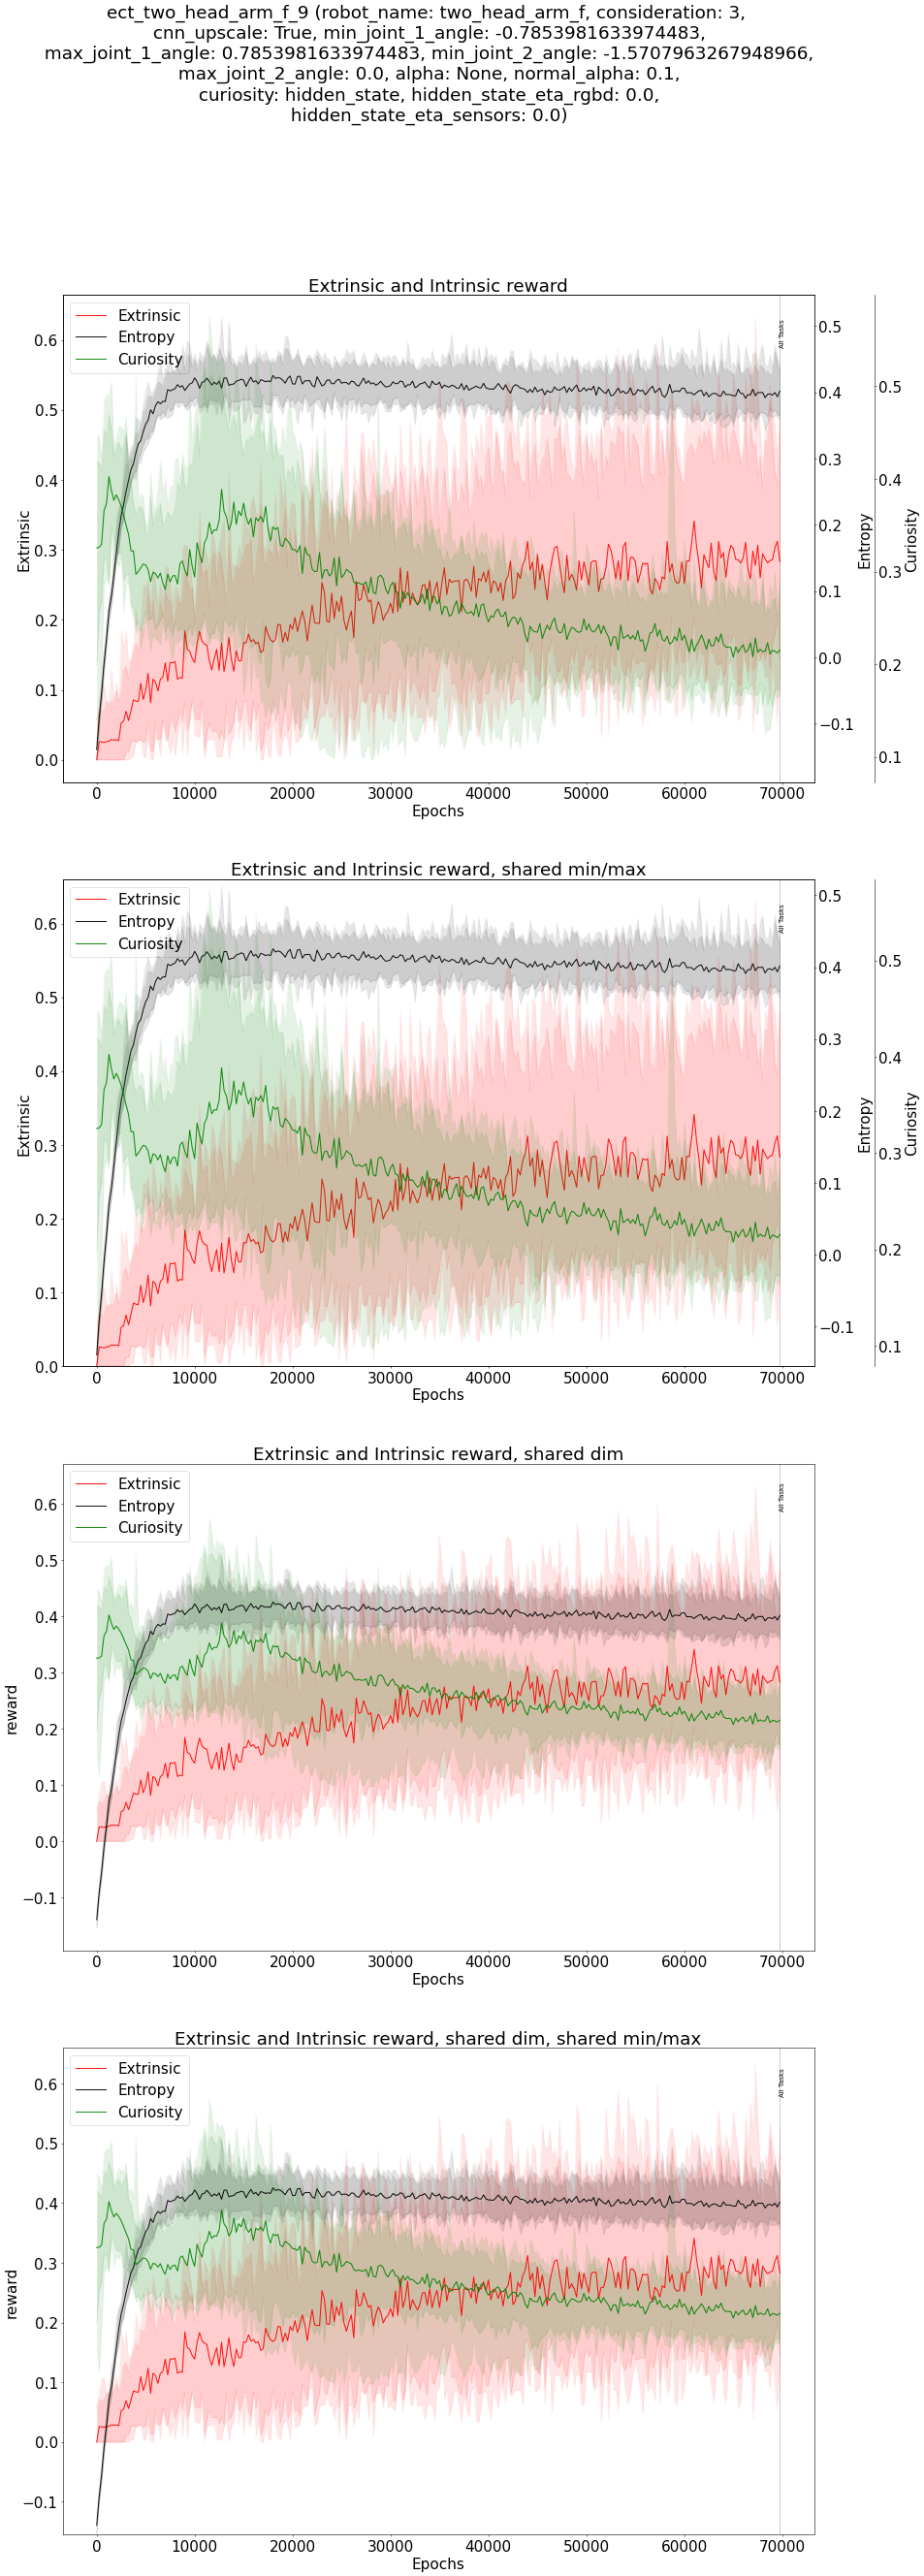 ect_two_head_arm_f_9 (robot_name: two_head_arm_f, consideration: 3,
cnn_upscale: True, min_joint_1_angle: -0.7853981633974483,
max_joint_1_angle: 0.7853981633974483, min_joint_2_angle: -1.5707963267948966,
max_joint_2_angle: 0.0, alpha: None, normal_alpha: 0.1,
curiosity: hidden_state, hidden_state_eta_rgbd: 0.0,
hidden_state_eta_sensors: 0.0)
Extrinsic and Intrinsic reward
Extrinsic
Entropy
Curiosity
All Tasks
0.6
0.5
0.4
0.3
0.2
0.1
0.0
Extrinsic
0.5
0.4
0.3
0.2
0.1
0.0
−0.1
Entropy
0.5
0.4
0.3
0.2
0.1
Curiosity
0 10000 20000 30000 40000 50000 60000 70000
Epochs
Extrinsic and Intrinsic reward, shared min/max
Extrinsic
Entropy
Curiosity
All Tasks
0.6
0.5
0.4
0.3
0.2
0.1
0.0
Extrinsic
0.5
0.4
0.3
0.2
0.1
0.0
−0.1
Entropy
0.5
0.4
0.3
0.2
0.1
Curiosity
0 10000 20000 30000 40000 50000 60000 70000
Epochs
Extrinsic and Intrinsic reward, shared dim
Extrinsic
Entropy
Curiosity
All Tasks
0.6
0.5
0.4
0.3
0.2
0.1
0.0
−0.1
reward
0 10000 20000 30000 40000 50000 60000 70000
Epochs
Extrinsic and Intrinsic reward, shared dim, shared min/max
Extrinsic
Entropy
Curiosity
All Tasks
0.6
0.5
0.4
0.3
0.2
0.1
0.0
−0.1
reward
0 10000 20000 30000 40000 50000 60000 70000
Epochs